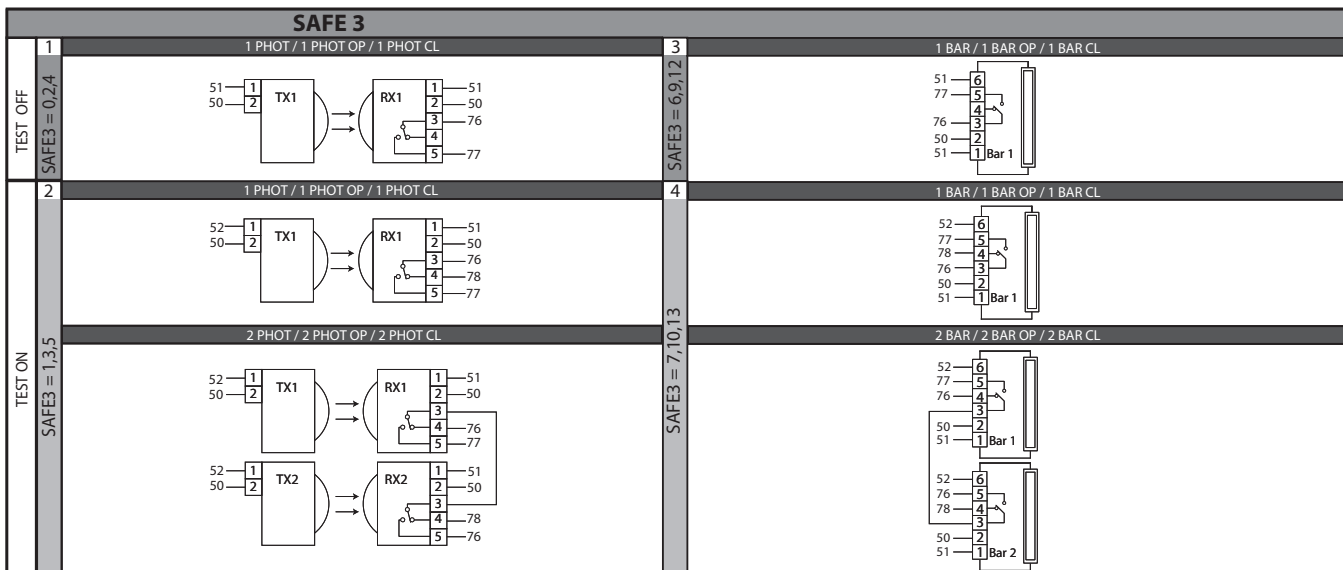 SAFE 3
TEST OFF
1
SAFE3 = 0,2,4
1 PHOT / 1 PHOT OP / 1 PHOT CL
51 1 TX1 RX1 1 51
50 2 2 50
3 76
4
5 77
3
SAFE3 = 6,9,12
1 BAR / 1 BAR OP / 1 BAR CL
51 6
77 5
4
76 3
50 2
51 1 Bar 1
TEST ON
2
SAFE3 = 1,3,5
1 PHOT / 1 PHOT OP / 1 PHOT CL
52 1 TX1 RX1 1 51
50 2 2 50
3 76
4 78
5 77
2 PHOT / 2 PHOT OP / 2 PHOT CL
52 1 TX1 RX1 1 51
50 2 2 50
3
4 76
5 77
52 1 TX2 RX2 1 51
50 2 2 50
3
4 78
5 76
4
SAFE3 = 7,10,13
1 BAR / 1 BAR OP / 1 BAR CL
52 6
77 5
78 4
76 3
50 2
51 1 Bar 1
2 BAR / 2 BAR OP / 2 BAR CL
52 6
77 5
76 4
3
50 2
51 1 Bar 1
52 6
76 5
78 4
3
50 2
51 1 Bar 2